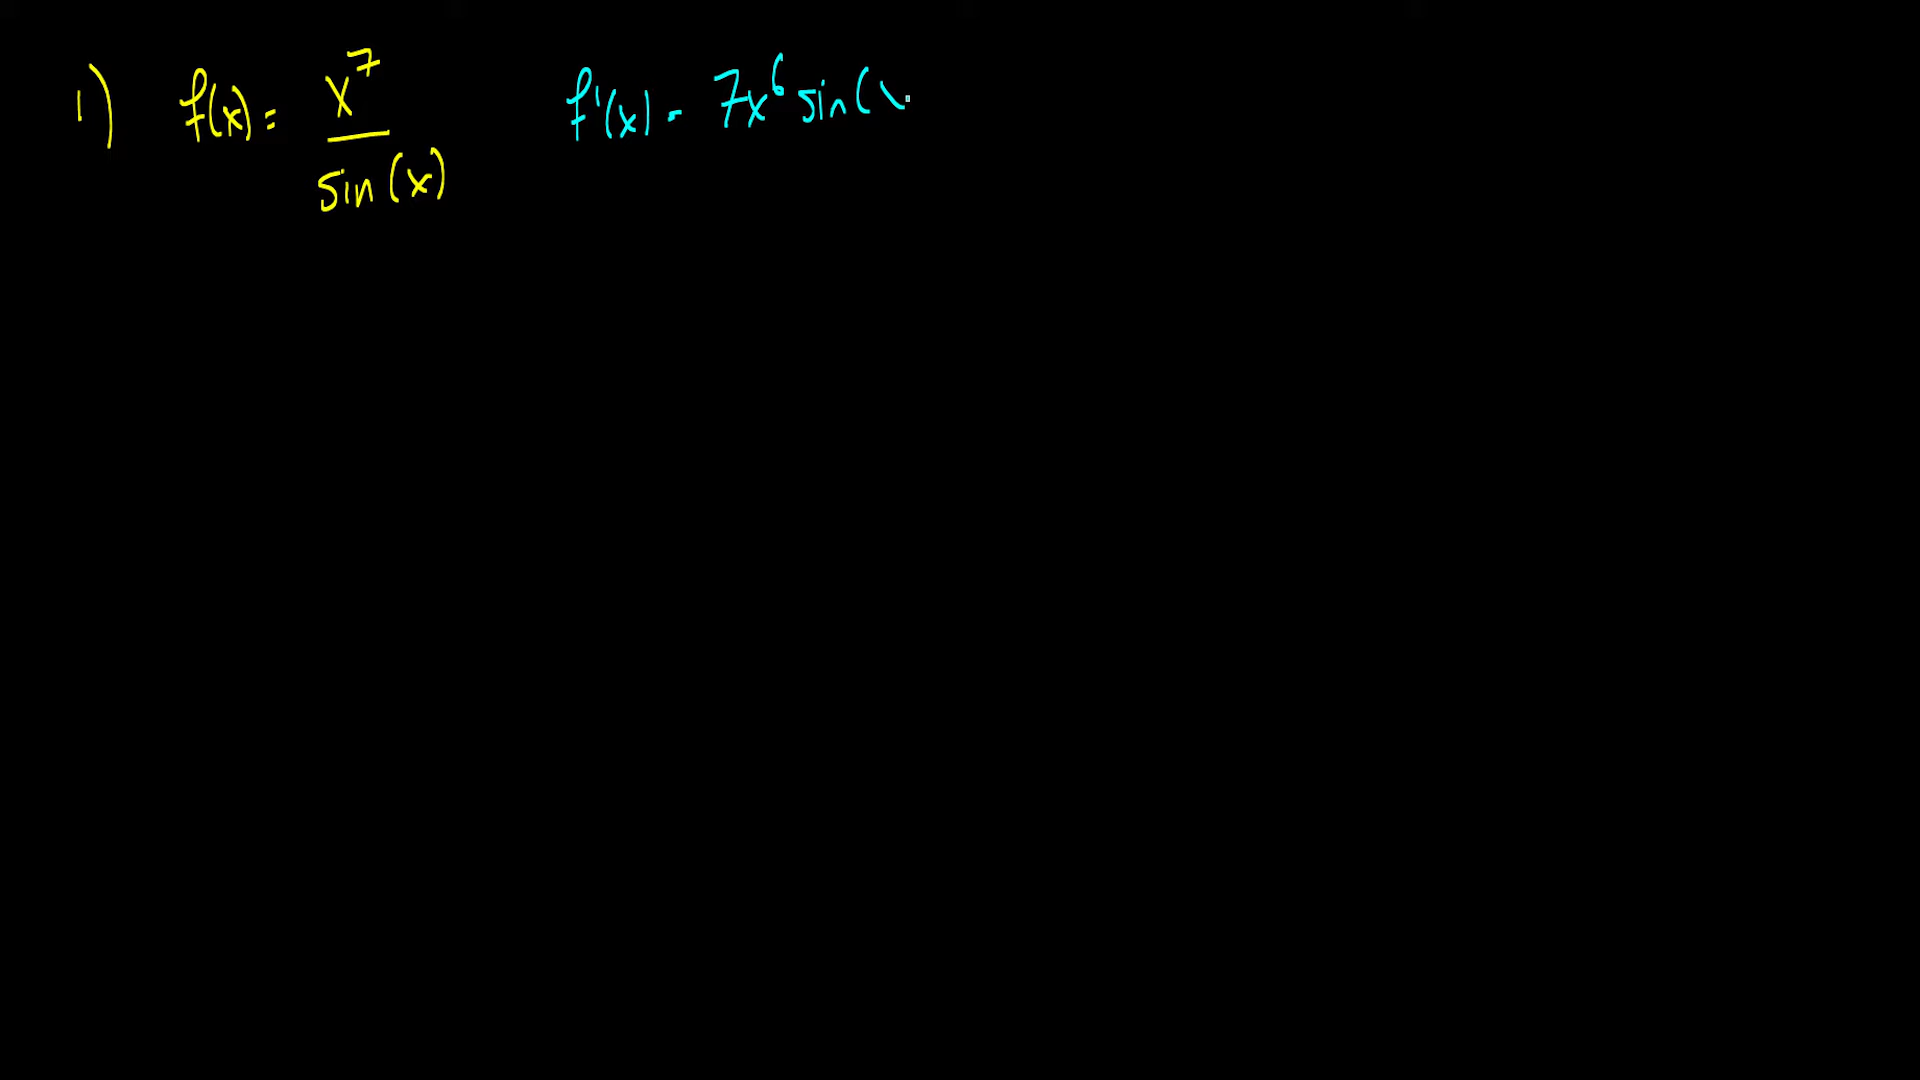 1) f(x) = x^7 / sin(x) f'(x) = 7x^6 sin(